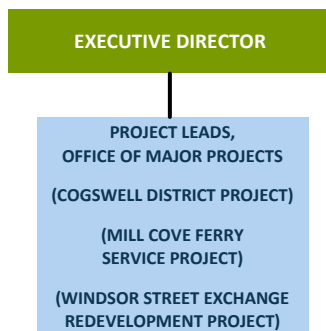 EXECUTIVE DIRECTOR
PROJECT LEADS,
OFFICE OF MAJOR PROJECTS
(COGSWELL DISTRICT PROJECT)
(MILL COVE FERRY
SERVICE PROJECT)
(WINDSOR STREET EXCHANGE
REDEVELOPMENT PROJECT)